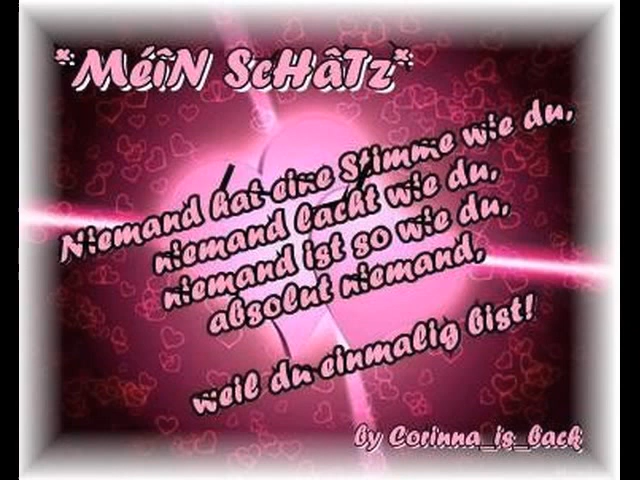 *MéîN ScHâTz*
Niemand hat eine Stimme wie du,
niemand lacht wie du,
niemand ist so wie du,
absolut niemand,
weil du einmalig bist!
by Corinna_is_back